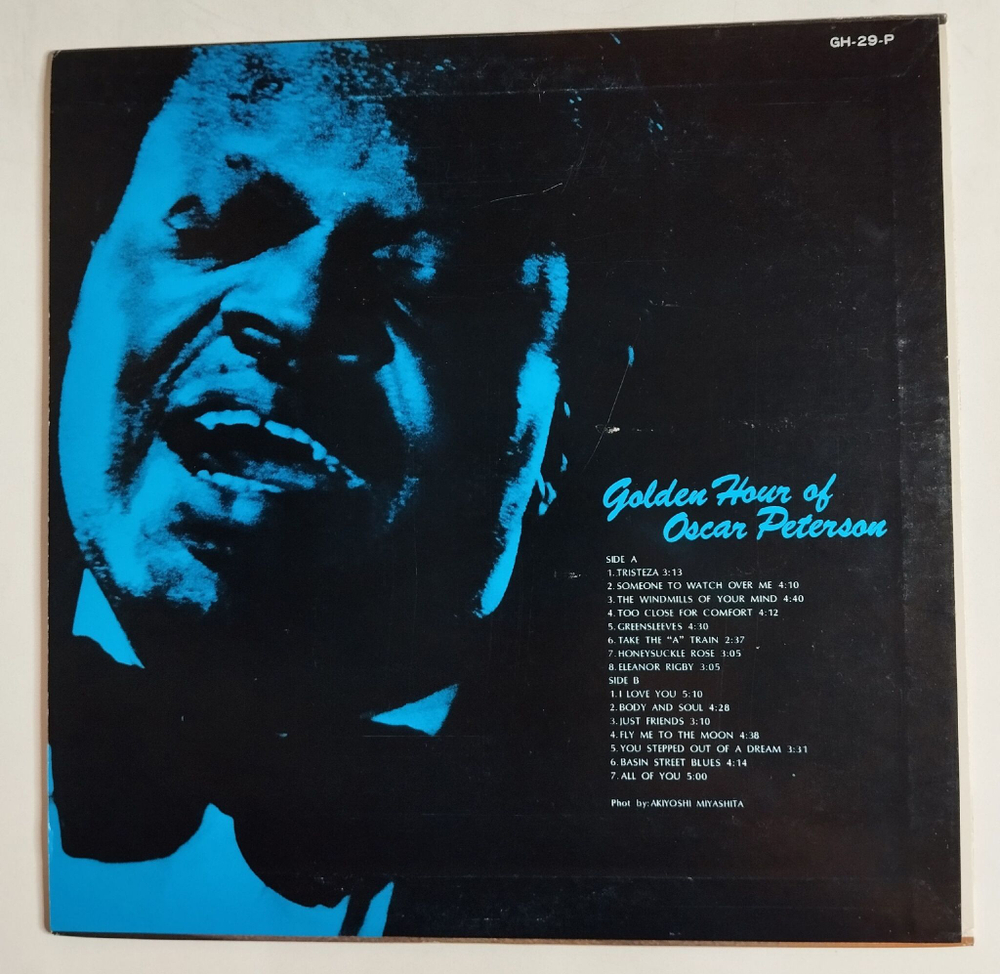 GH-29-P
Golden Hour of
Oscar Peterson
SIDE A
1. TRISTEZA 3:13
2. SOMEONE TO WATCH OVER ME 4:10
3. THE WINDMILLS OF YOUR MIND 4:40
4. TOO CLOSE FOR COMFORT 4:12
5. GREENSLEEVES 4:30
6. TAKE THE "A" TRAIN 2:37
7. HONEYSUCKLE ROSE 3:05
8. ELEANOR RIGBY 3:05
SIDE B
1. I LOVE YOU 5:10
2. BODY AND SOUL 4:28
3. JUST FRIENDS 3:10
4. FLY ME TO THE MOON 4:38
5. YOU STEPPED OUT OF A DREAM 3:31
6. BASIN STREET BLUES 4:14
7. ALL OF YOU 5:00
Phot by: AKIYOSHI MIYASHITA